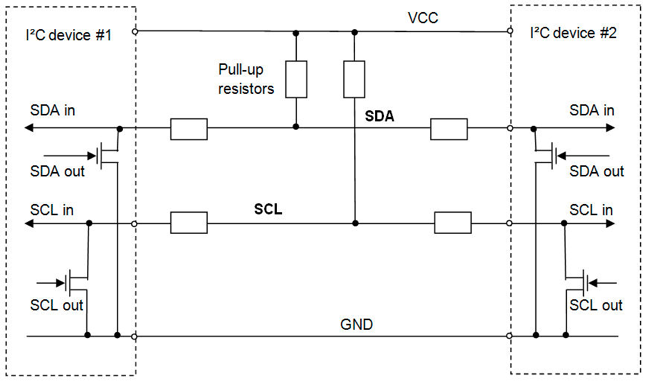 VCC
I²C device #1
I²C device #2
Pull-up
resistors
SDA in
SDA
SDA in
SDA out
SDA out
SCL in
SCL
SCL in
SCL out
SCL out
GND